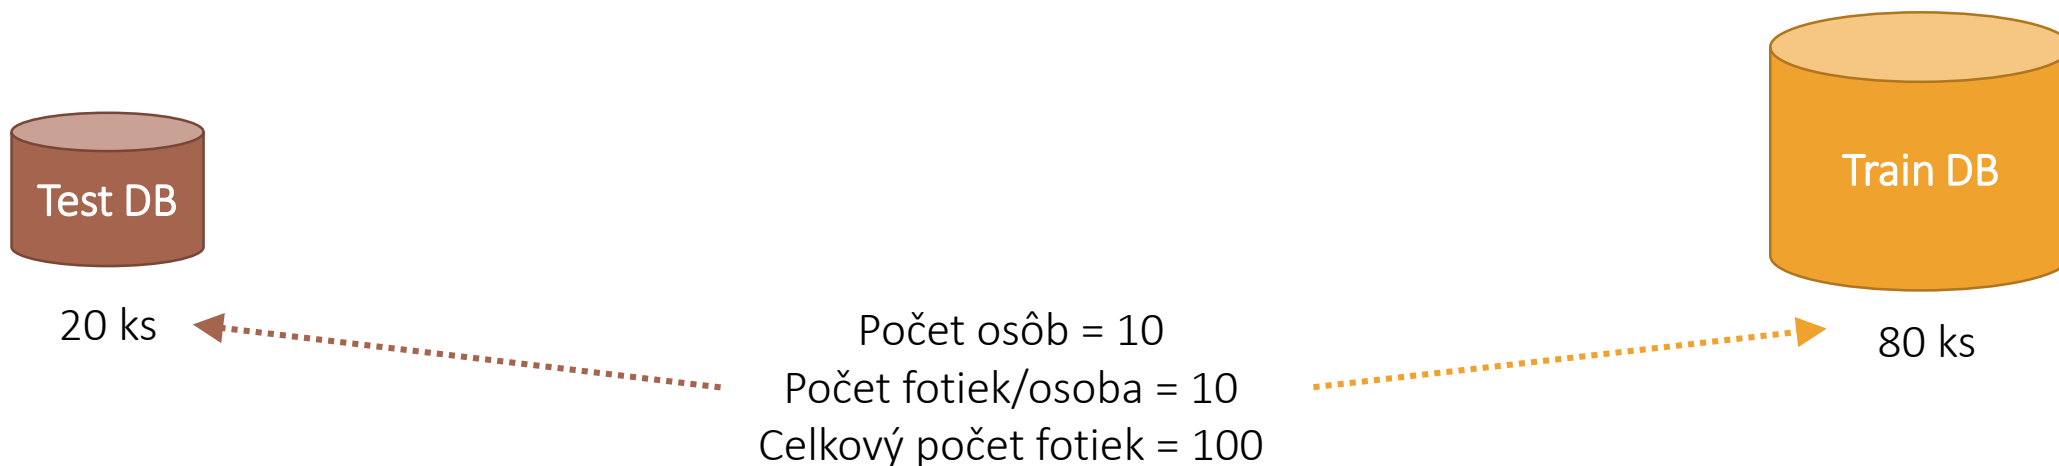 Test DB
20 ks
Počet osôb = 10
Počet fotiek/osoba = 10
Celkový počet fotiek = 100
Train DB
80 ks